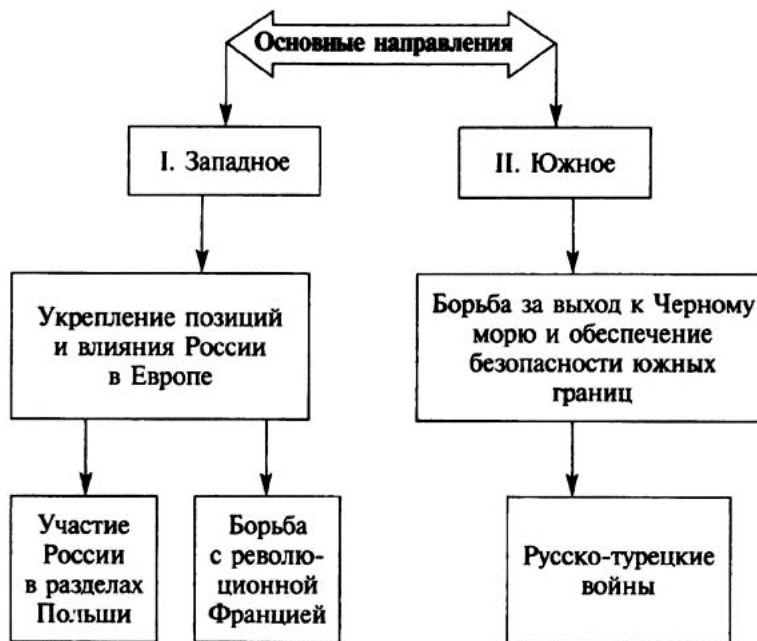 Основные направления
I. Западное
II. Южное
Укрепление позиций
и влияния России
в Европе
Борьба за выход к Черному
морю и обеспечение
безопасности южных
границ
Участие
России
в разделах
Польши
Борьба
с револю-
ционной
Францией
Русско-турецкие
войны